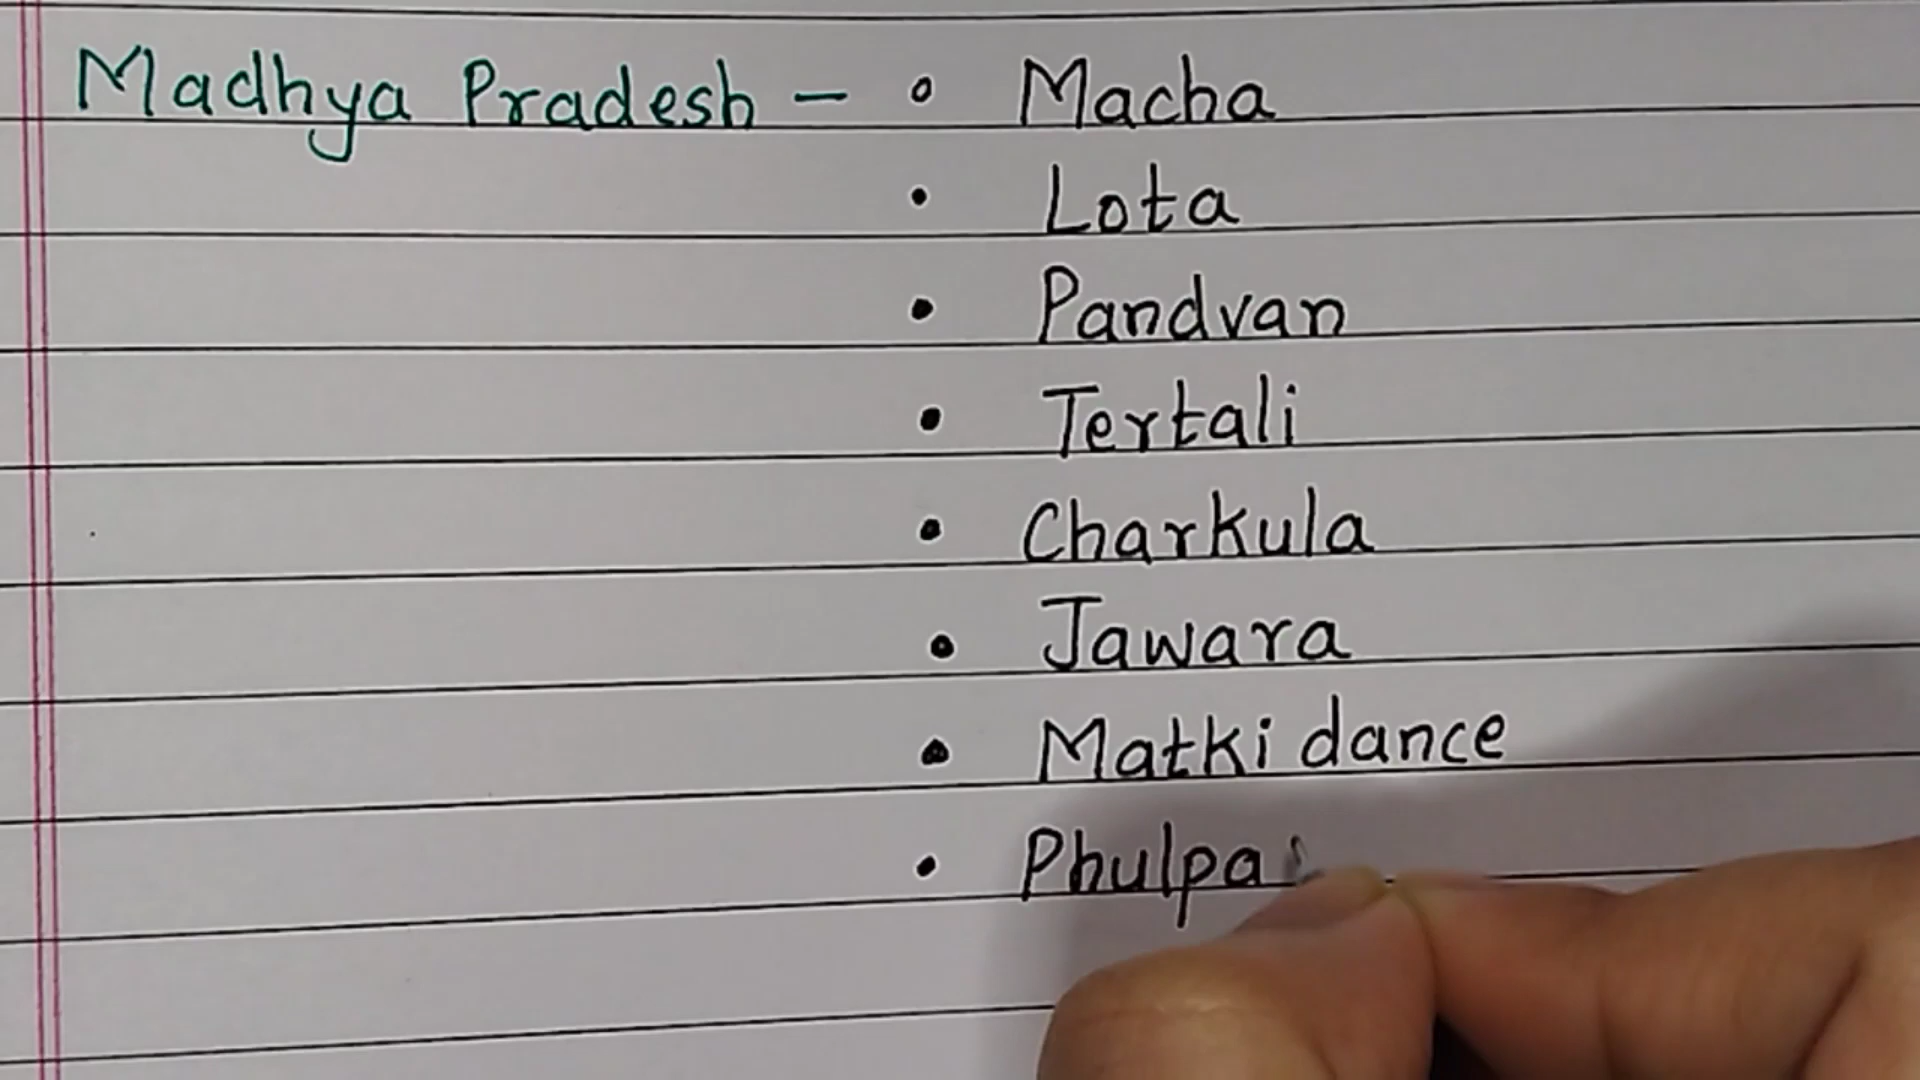 Madhya Pradesh - • Macha
• Lota
• Pandvan
• Tertali
• Charkula
• Jawara
• Matki dance
• Phulpa